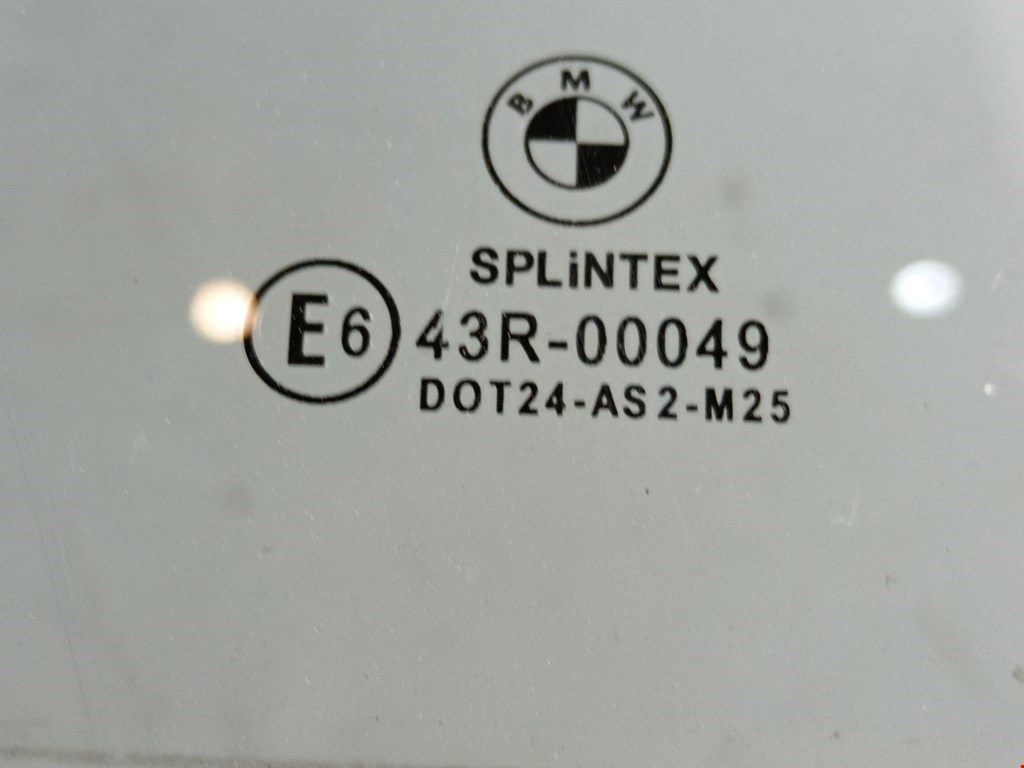 BMW
SPLiNTEX
E6 43R-00049
DOT24-AS2-M25